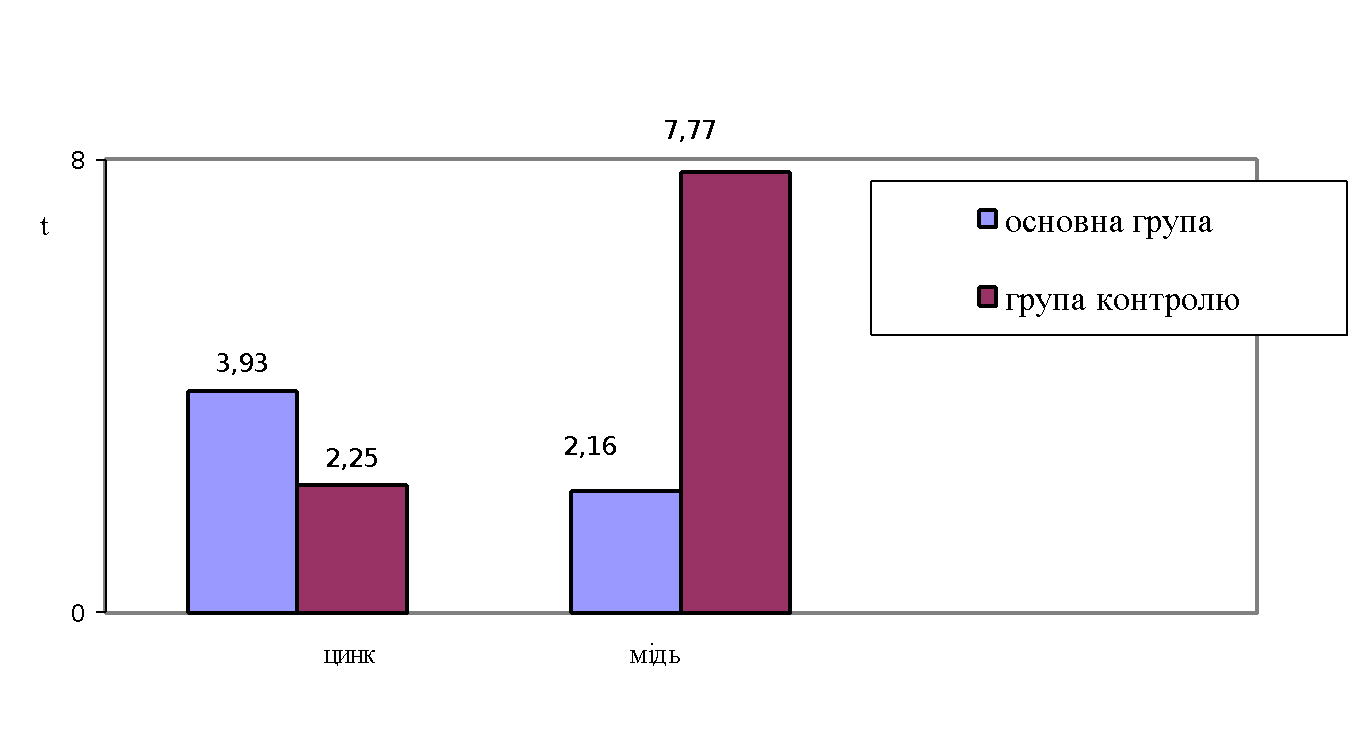 7,77
8
t
основна група
група контролю
3,93
2,25
2,16
0
цинк
мідь